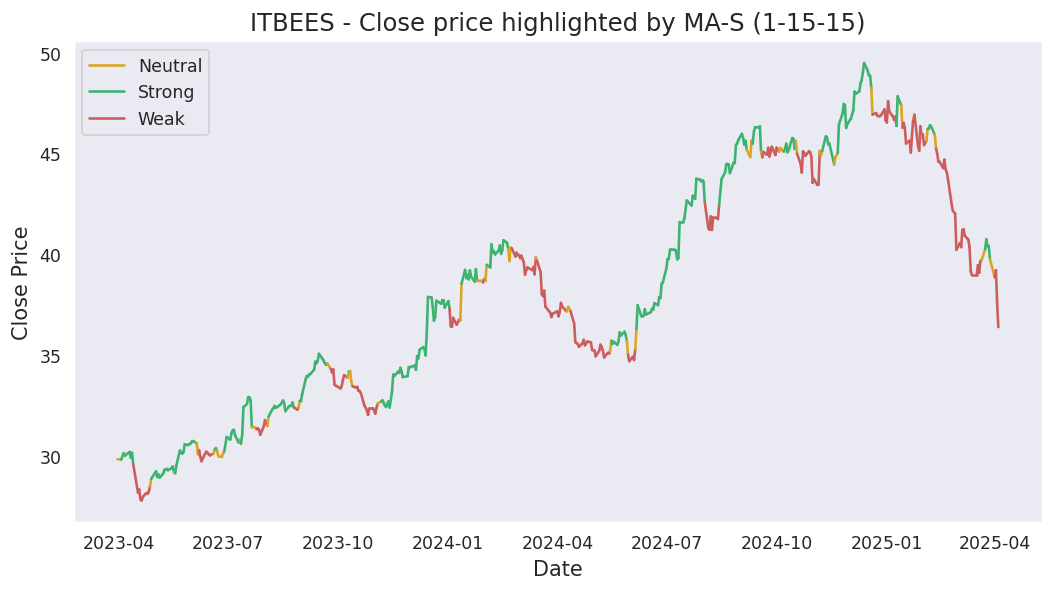 ITBEES - Close price highlighted by MA-S (1-15-15)
Neutral
Strong
Weak
50
45
40
35
30
Close Price
2023-04 2023-07 2023-10 2024-01 2024-04 2024-07 2024-10 2025-01 2025-04
Date